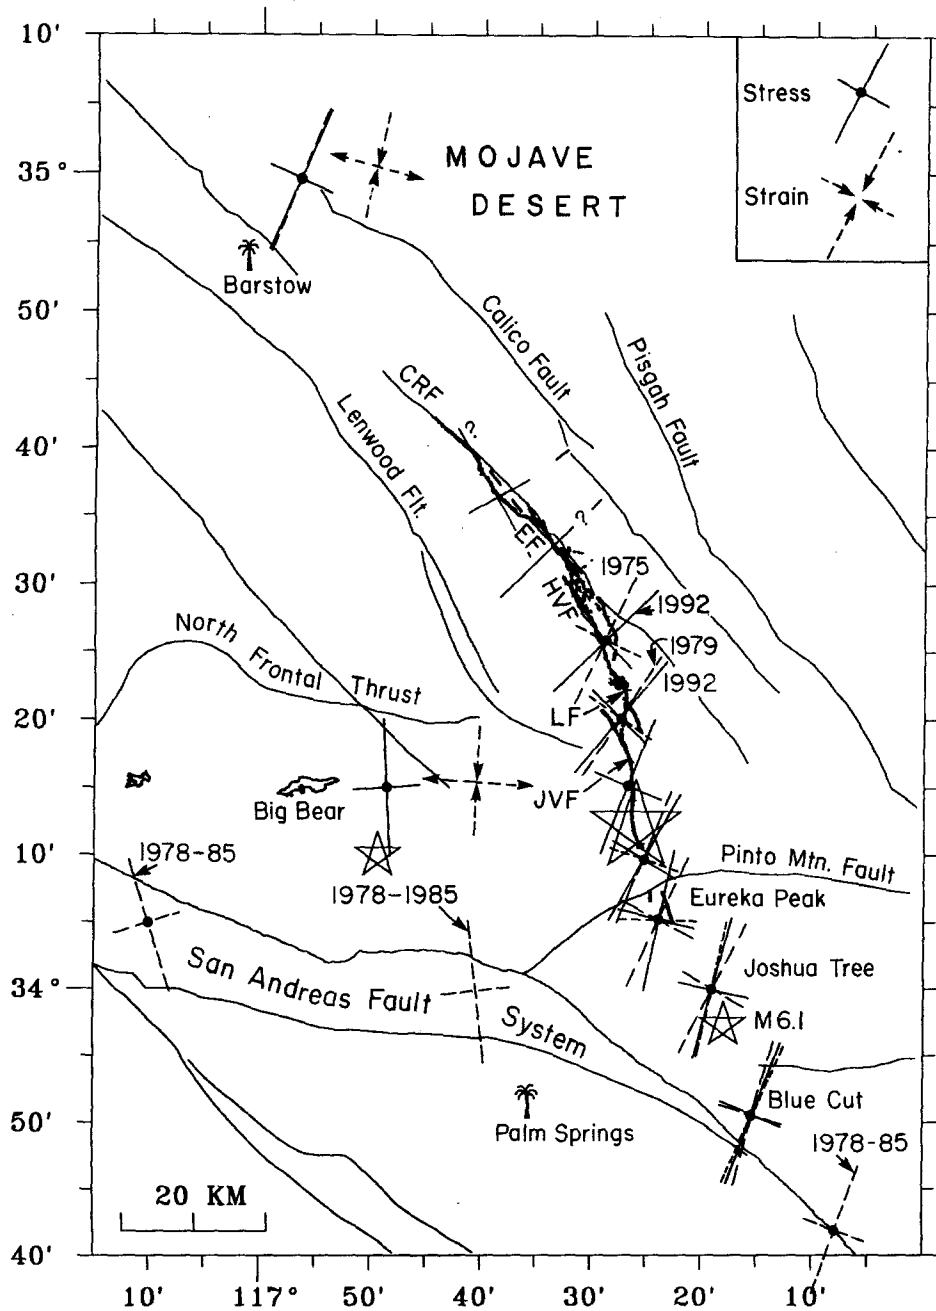 10'
Stress
MOJAVE
DESERT
35°
Strain
Barstow
50'
Calico Fault
Pisgah Fault
CRF
Lenwood Flt.
40'
?
?
EF
30'
1975
HVF
1992
1979
1992
North Frontal Thrust
20'
LF
JVF
Big Bear
10'
1978-85
Pinto Mtn. Fault
1978-1985
Eureka Peak
San Andreas Fault System
Joshua Tree
34°
M6.1
Blue Cut
50'
Palm Springs
1978-85
20 KM
40'
10' 117° 50' 40' 30' 20' 10'